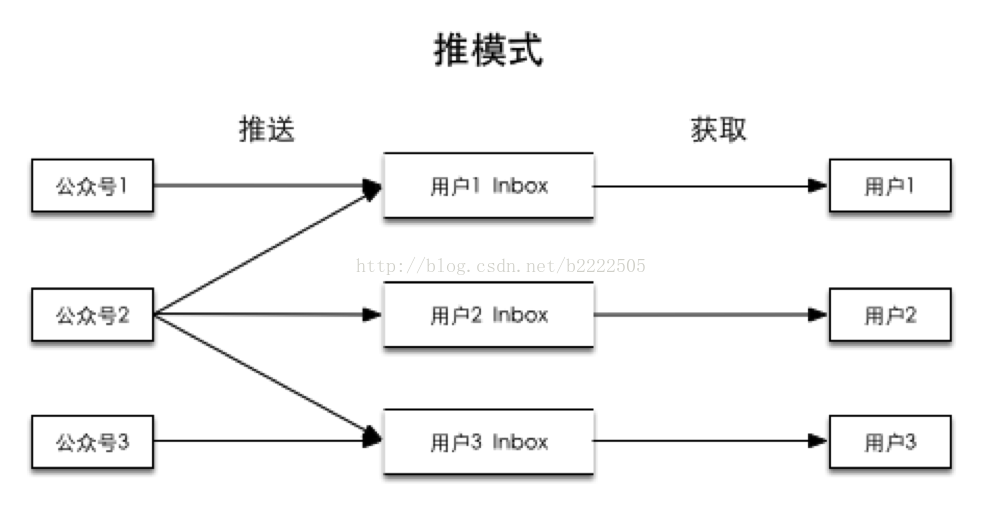 推模式
推送 获取
公众号1 用户1 Inbox 用户1
http://blog.csdn.net/b2222505
公众号2 用户2 Inbox 用户2
公众号3 用户3 Inbox 用户3